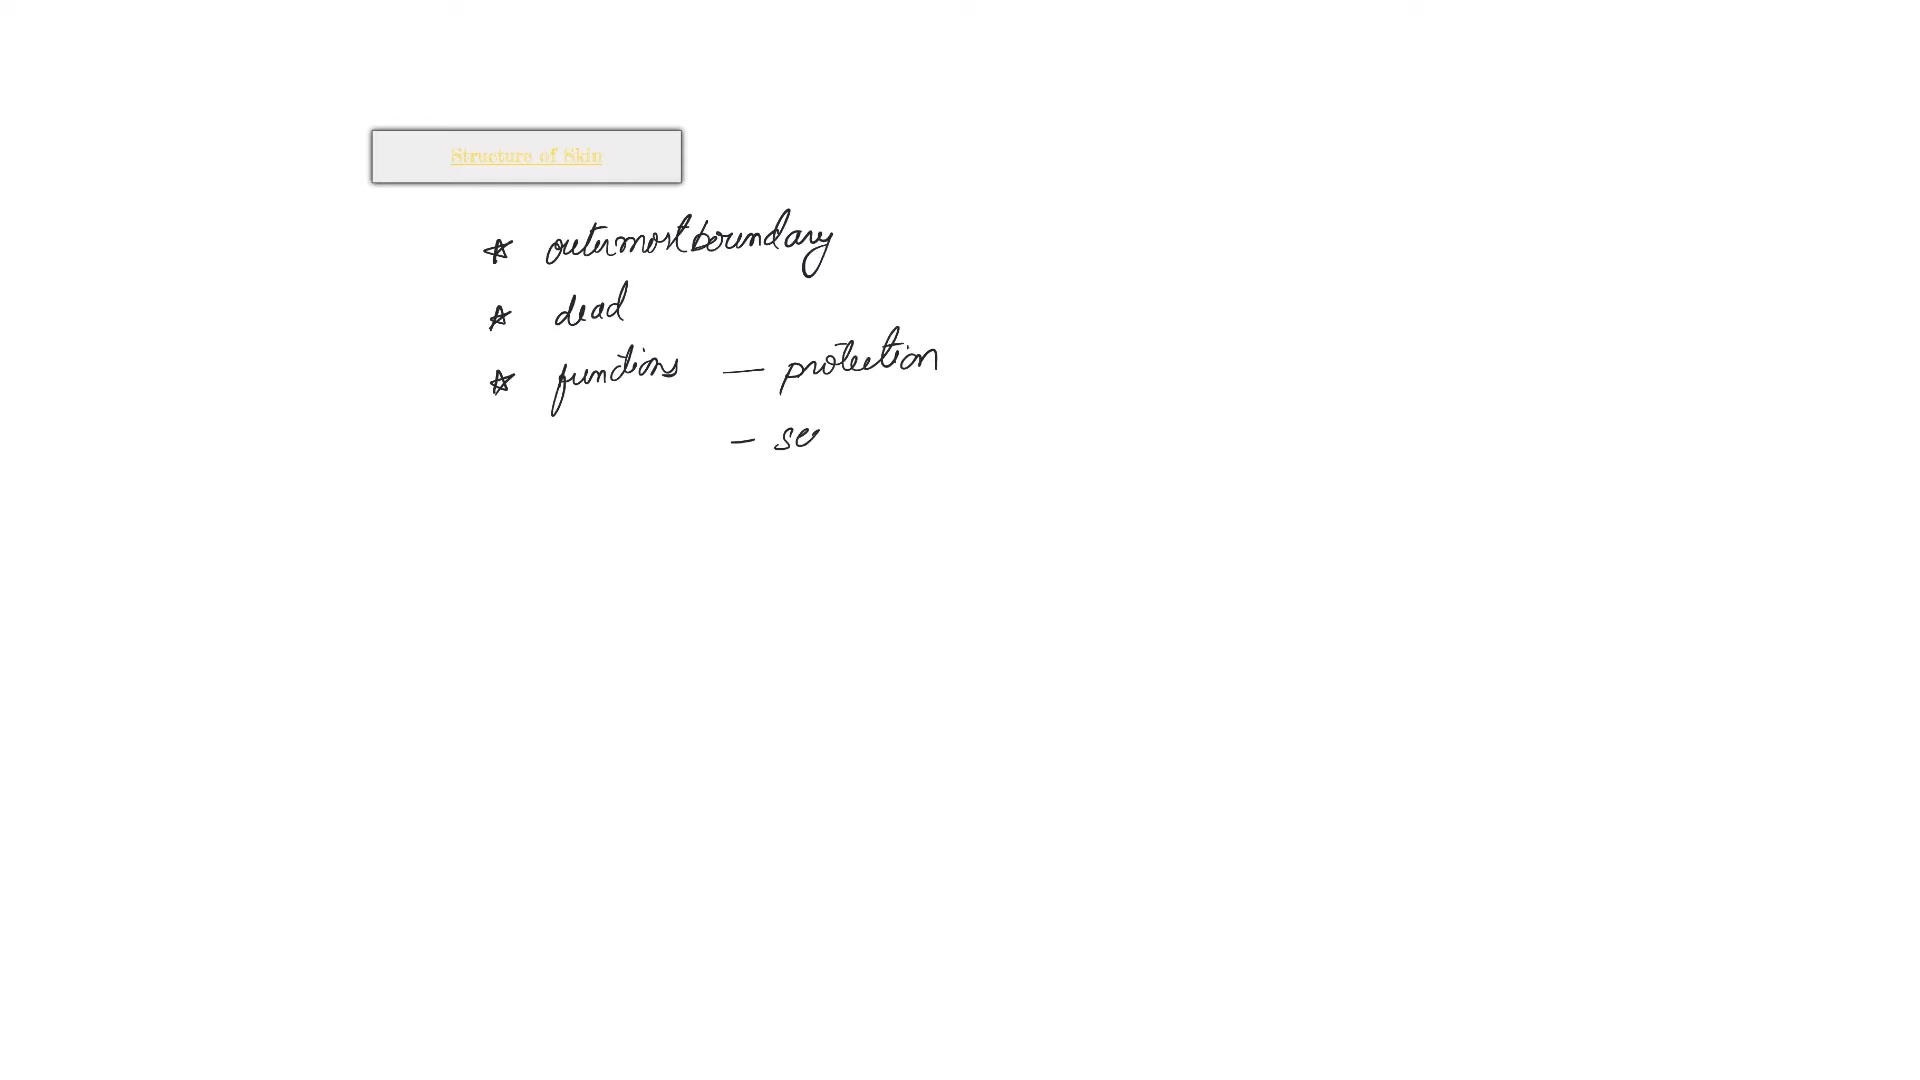 Structure of Skin
* outermost boundary
* dead
* functions — protection
- se